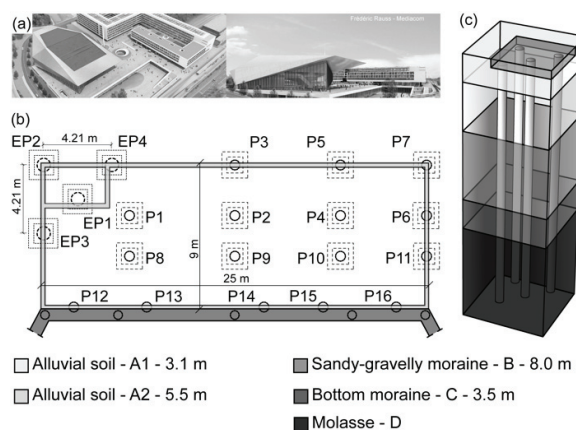 (a)
Frédéric Rauss - Mediacom
(c)
(b)
4.21 m
EP2
EP4
P3
P5
P7
4.21 m
EP1
EP3
P1
P2
P4
P6
9 m
P8
P9
P10
P11
25 m
P12
P13
P14
P15
P16
Alluvial soil - A1 - 3.1 m
Alluvial soil - A2 - 5.5 m
Sandy-gravelly moraine - B - 8.0 m
Bottom moraine - C - 3.5 m
Molasse - D